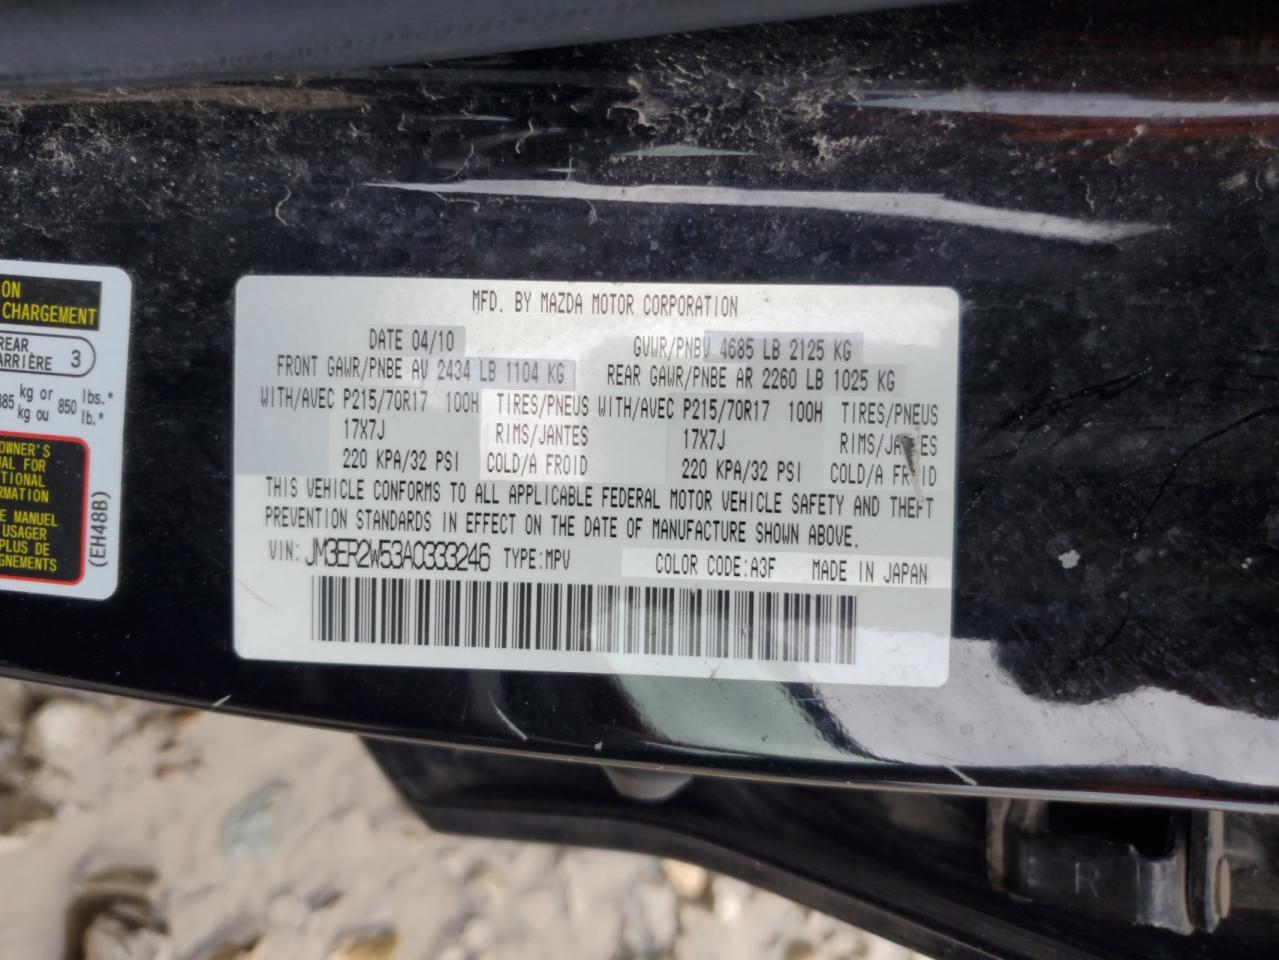 ON
CHARGEMENT
REAR
ARRIÈRE 3
385 kg or kg ou 850 lbs.* lb.*
OWNER'S
UAL FOR
TIONAL
RMATION
E MANUEL
USAGER
PLUS DE
GNEMENTS
(EH48B)
MFD. BY MAZDA MOTOR CORPORATION
DATE 04/10 GVWR/PNBV 4685 LB 2125 KG
FRONT GAWR/PNBE AV 2434 LB 1104 KG REAR GAWR/PNBE AR 2260 LB 1025 KG
WITH/AVEC P215/70R17 100H TIRES/PNEUS WITH/AVEC P215/70R17 100H TIRES/PNEUS
17X7J RIMS/JANTES 17X7J RIMS/JANTES
220 KPA/32 PSI COLD/A FROID 220 KPA/32 PSI COLD/A FROID
THIS VEHICLE CONFORMS TO ALL APPLICABLE FEDERAL MOTOR VEHICLE SAFETY AND THEFT
PREVENTION STANDARDS IN EFFECT ON THE DATE OF MANUFACTURE SHOWN ABOVE.
VIN: JM3ER2W53A0333246 TYPE:MPV COLOR CODE:A3F MADE IN JAPAN
R